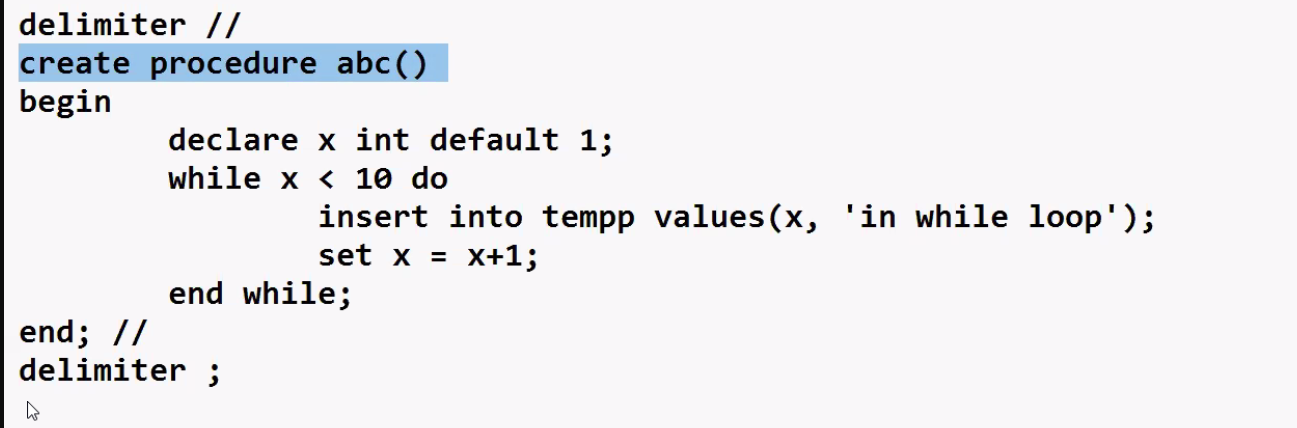 delimiter //
create procedure abc()
begin
declare x int default 1;
while x < 10 do
insert into tempp values(x, 'in while loop');
set x = x+1;
end while;
end; //
delimiter ;